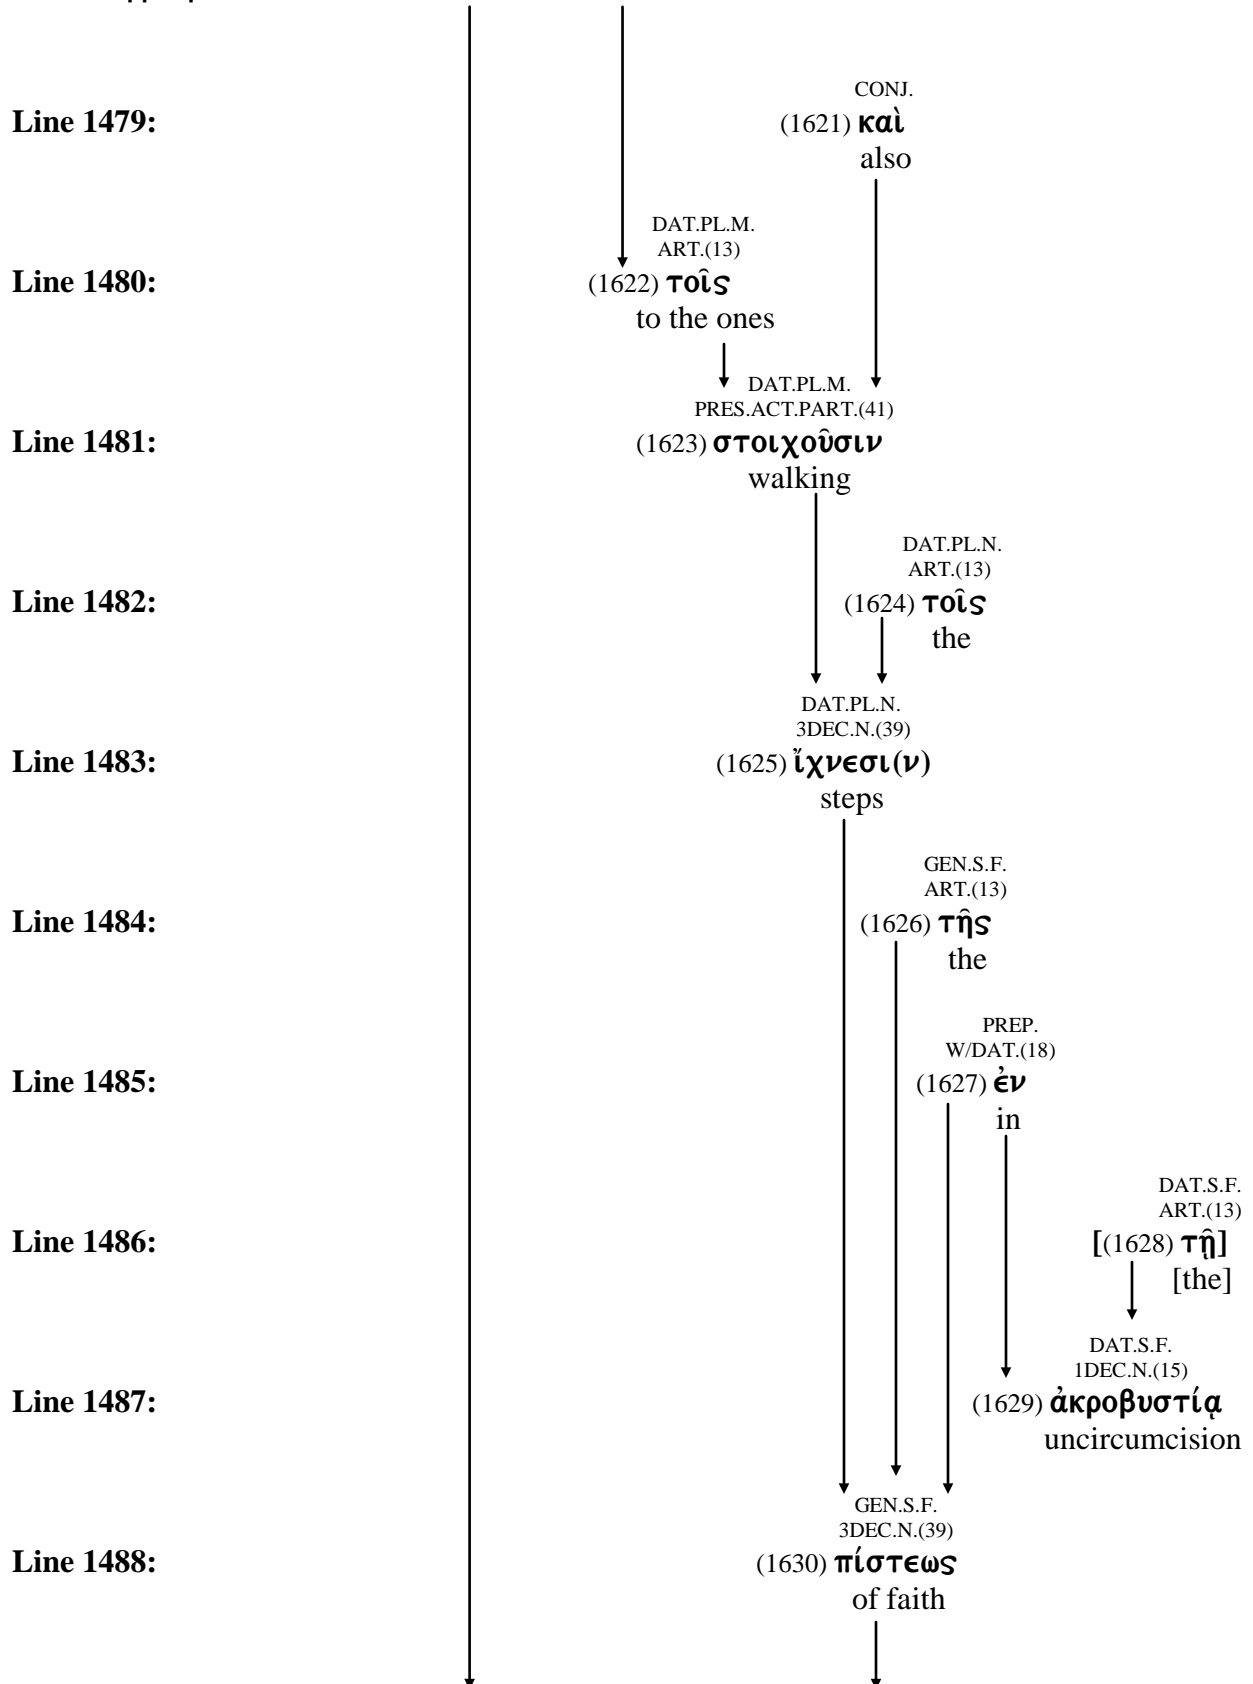 CONJ.
Line 1479: (1621) καὶ
also
DAT.PL.M.
ART.(13)
Line 1480: (1622) τοῖς
to the ones
DAT.PL.M.
PRES.ACT.PART.(41)
Line 1481: (1623) στοιχοῦσιν
walking
DAT.PL.N.
ART.(13)
Line 1482: (1624) τοῖς
the
DAT.PL.N.
3DEC.N.(39)
Line 1483: (1625) ἴχνεσι(ν)
steps
GEN.S.F.
ART.(13)
Line 1484: (1626) τῆς
the
PREP.
W/DAT.(18)
Line 1485: (1627) ἐν
in
DAT.S.F.
ART.(13)
Line 1486: [(1628) τῇ]
[the]
DAT.S.F.
1DEC.N.(15)
Line 1487: (1629) ἀκροβυστίᾳ
uncircumcision
GEN.S.F.
3DEC.N.(39)
Line 1488: (1630) πίστεως
of faith